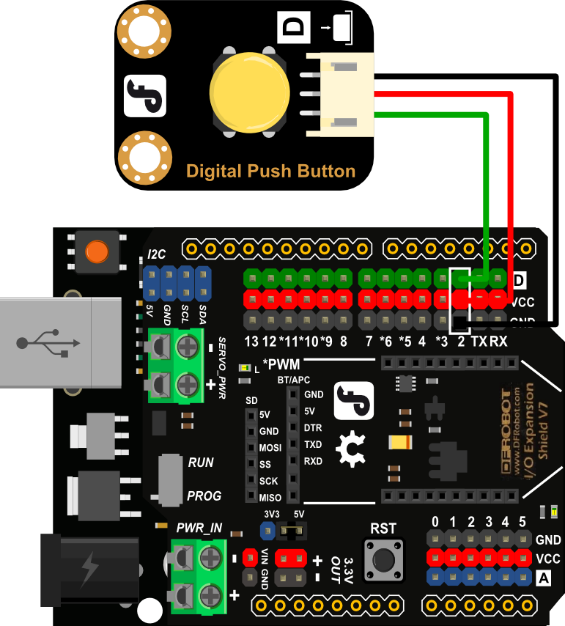 D
Digital Push Button
I2C
5V
GND
SCL
SDA
D
VCC
GND
13 12 *11 *10 *9 8 7 *6 *5 4 *3 2 TX RX
SERVO_PWR
- +
*PWM
L
BT/APC
SD
5V
GND
MOSI
SS
SCK
MISO
GND
5V
DTR
TXD
RXD
DFROBOT
www.DFRobot.com
I/O Expansion
Shield V7
RUN
PROG
3V3 5V
PWR_IN
- +
VIN GND
+ -
3.3V
OUT
RST
0 1 2 3 4 5
GND
VCC
A